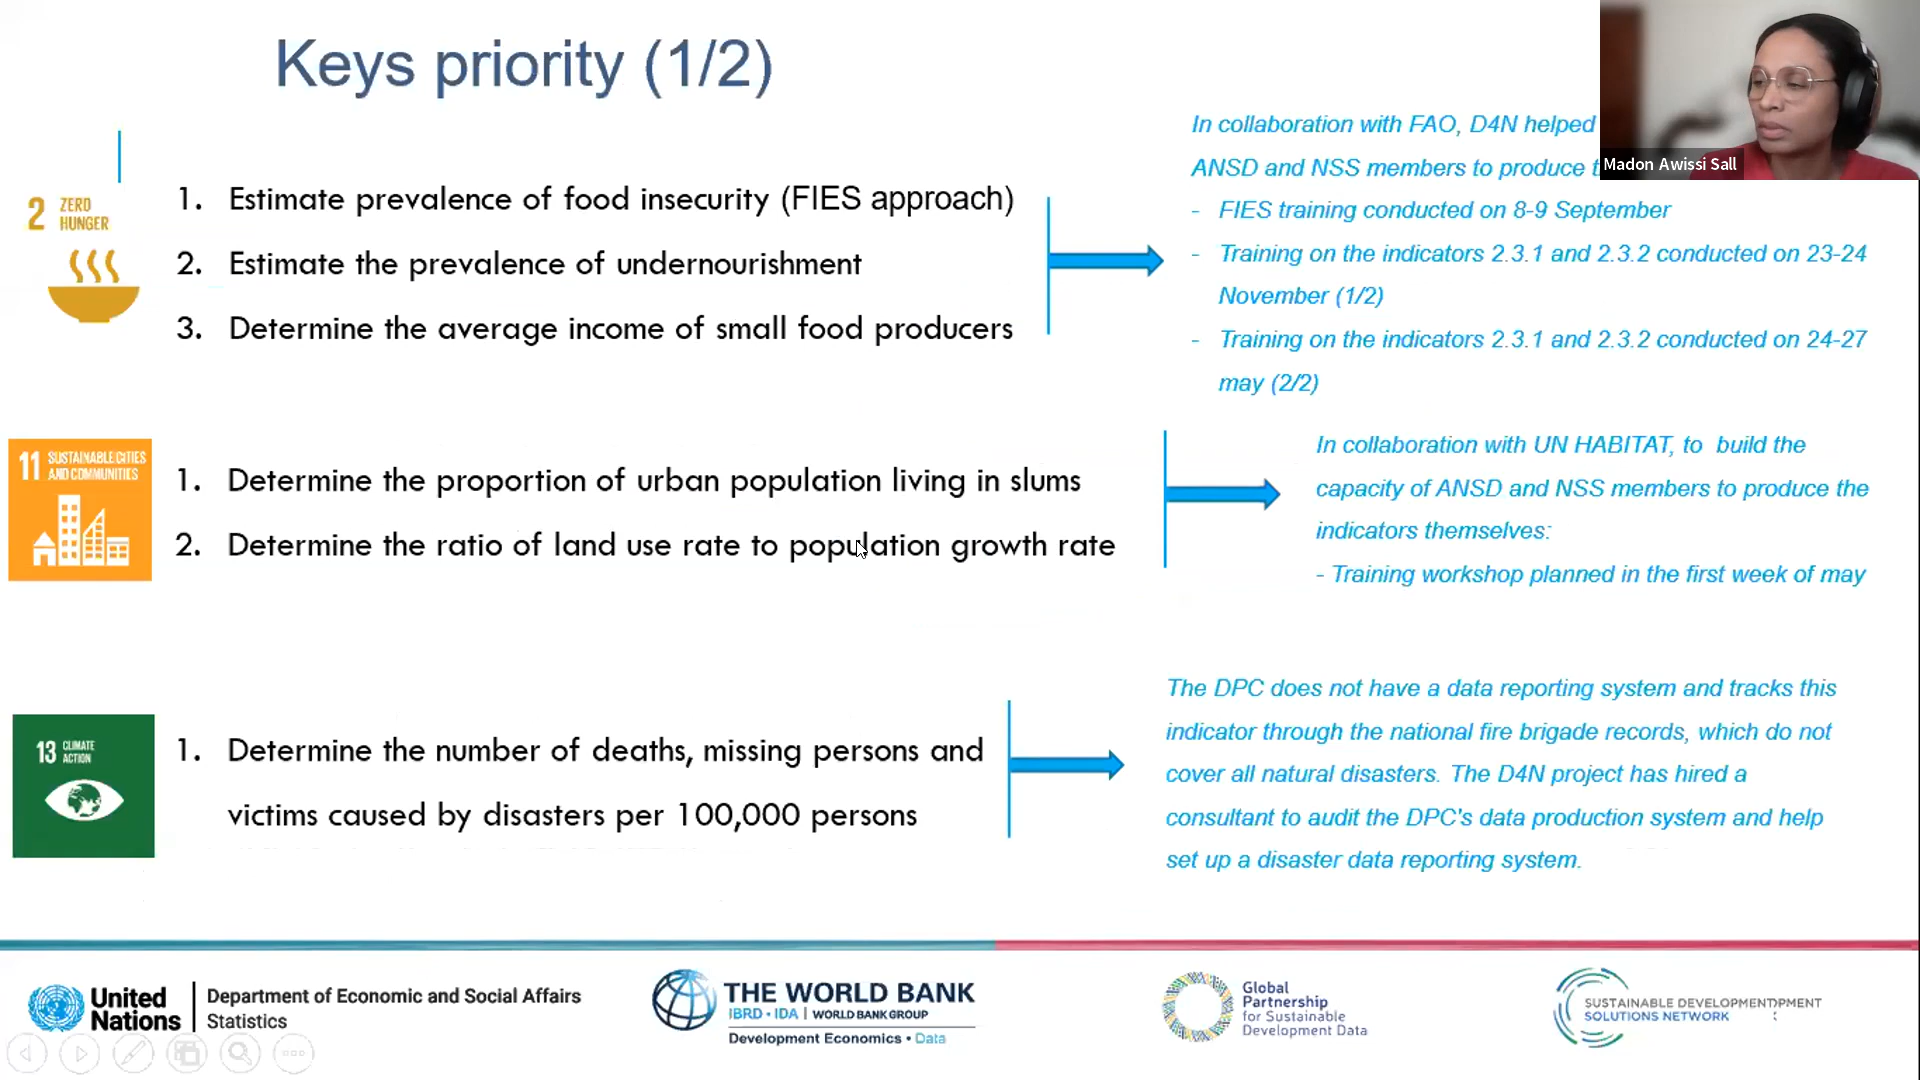 Keys priority (1/2)
Madon Awissi Sall
2 ZERO
HUNGER
1. Estimate prevalence of food insecurity (FIES approach)
2. Estimate the prevalence of undernourishment
3. Determine the average income of small food producers
In collaboration with FAO, D4N helped
ANSD and NSS members to produce
- FIES training conducted on 8-9 September
- Training on the indicators 2.3.1 and 2.3.2 conducted on 23-24
November (1/2)
- Training on the indicators 2.3.1 and 2.3.2 conducted on 24-27
may (2/2)
11 SUSTAINABLE CITIES
AND COMMUNITIES
1. Determine the proportion of urban population living in slums
2. Determine the ratio of land use rate to population growth rate
In collaboration with UN HABITAT, to build the
capacity of ANSD and NSS members to produce the
indicators themselves:
- Training workshop planned in the first week of may
13 CLIMATE
ACTION
1. Determine the number of deaths, missing persons and
victims caused by disasters per 100,000 persons
The DPC does not have a data reporting system and tracks this
indicator through the national fire brigade records, which do not
cover all natural disasters. The D4N project has hired a
consultant to audit the DPC's data production system and help
set up a disaster data reporting system.
United
Nations
Department of Economic and Social Affairs
Statistics
THE WORLD BANK
IBRD • IDA | WORLD BANK GROUP
Development Economics • Data
Global
Partnership
for Sustainable
Development Data
SUSTAINABLE DEVELOPMENT
SOLUTIONS NETWORK